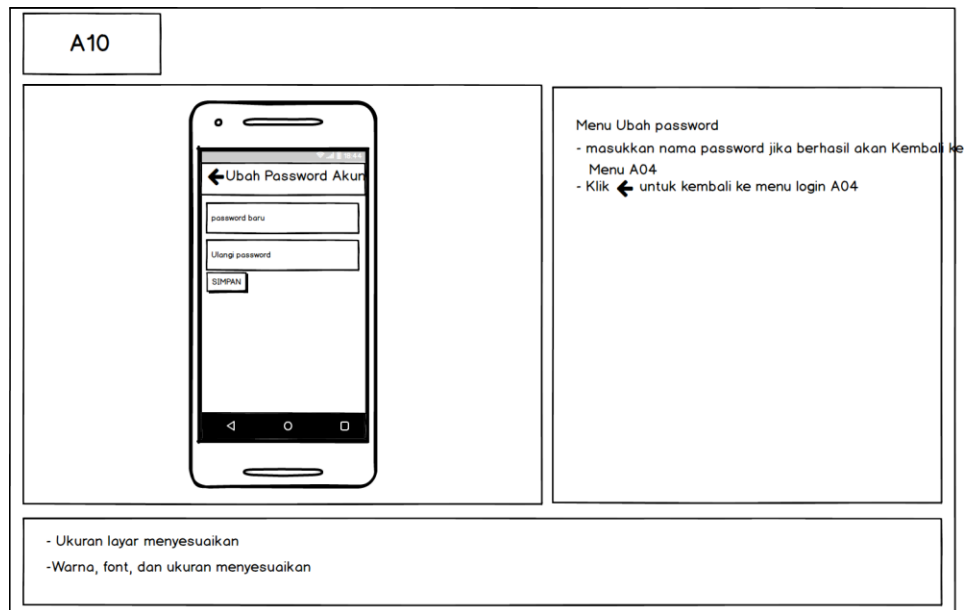 A10
Ubah Password Akun
password baru
Ulangi password
SIMPAN
Menu Ubah password
- masukkan nama password jika berhasil akan Kembali ke
Menu A04
- Klik untuk kembali ke menu login A04
- Ukuran layar menyesuaikan
-Warna, font, dan ukuran menyesuaikan